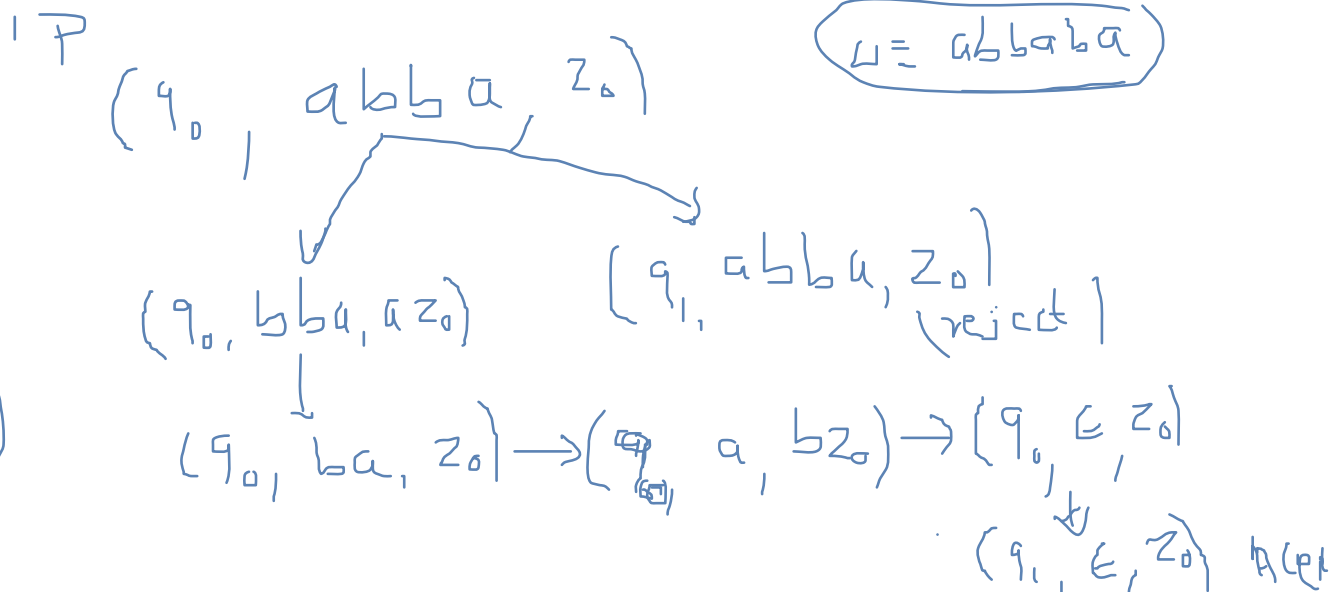 1 P
ω = abbaba
(q₀, abba, z₀)
(q₀, bba, az₀)
(q₁, abba, z₀)
(reject)
(q₀, ba, z₀) → (q₀, a, bz₀) → (q₀, ε, z₀)
(q₁, ε, z₀)